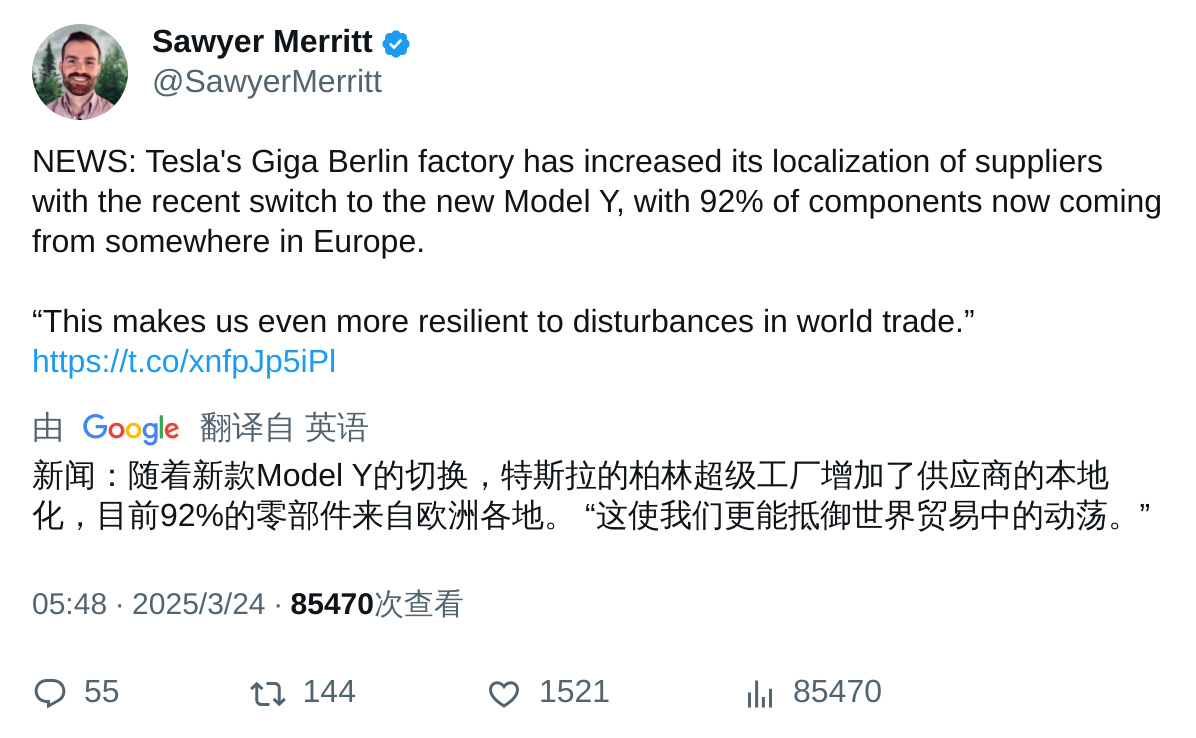 Sawyer Merritt
@SawyerMerritt
NEWS: Tesla's Giga Berlin factory has increased its localization of suppliers
with the recent switch to the new Model Y, with 92% of components now coming
from somewhere in Europe.
“This makes us even more resilient to disturbances in world trade.”
https://t.co/xnfpJp5iPl
由 Google 翻译自 英语
新闻：随着新款Model Y的切换，特斯拉的柏林超级工厂增加了供应商的本地
化，目前92%的零部件来自欧洲各地。 “这使我们更能抵御世界贸易中的动荡。”
05:48 · 2025/3/24 · 85470次查看
55 144 1521 85470